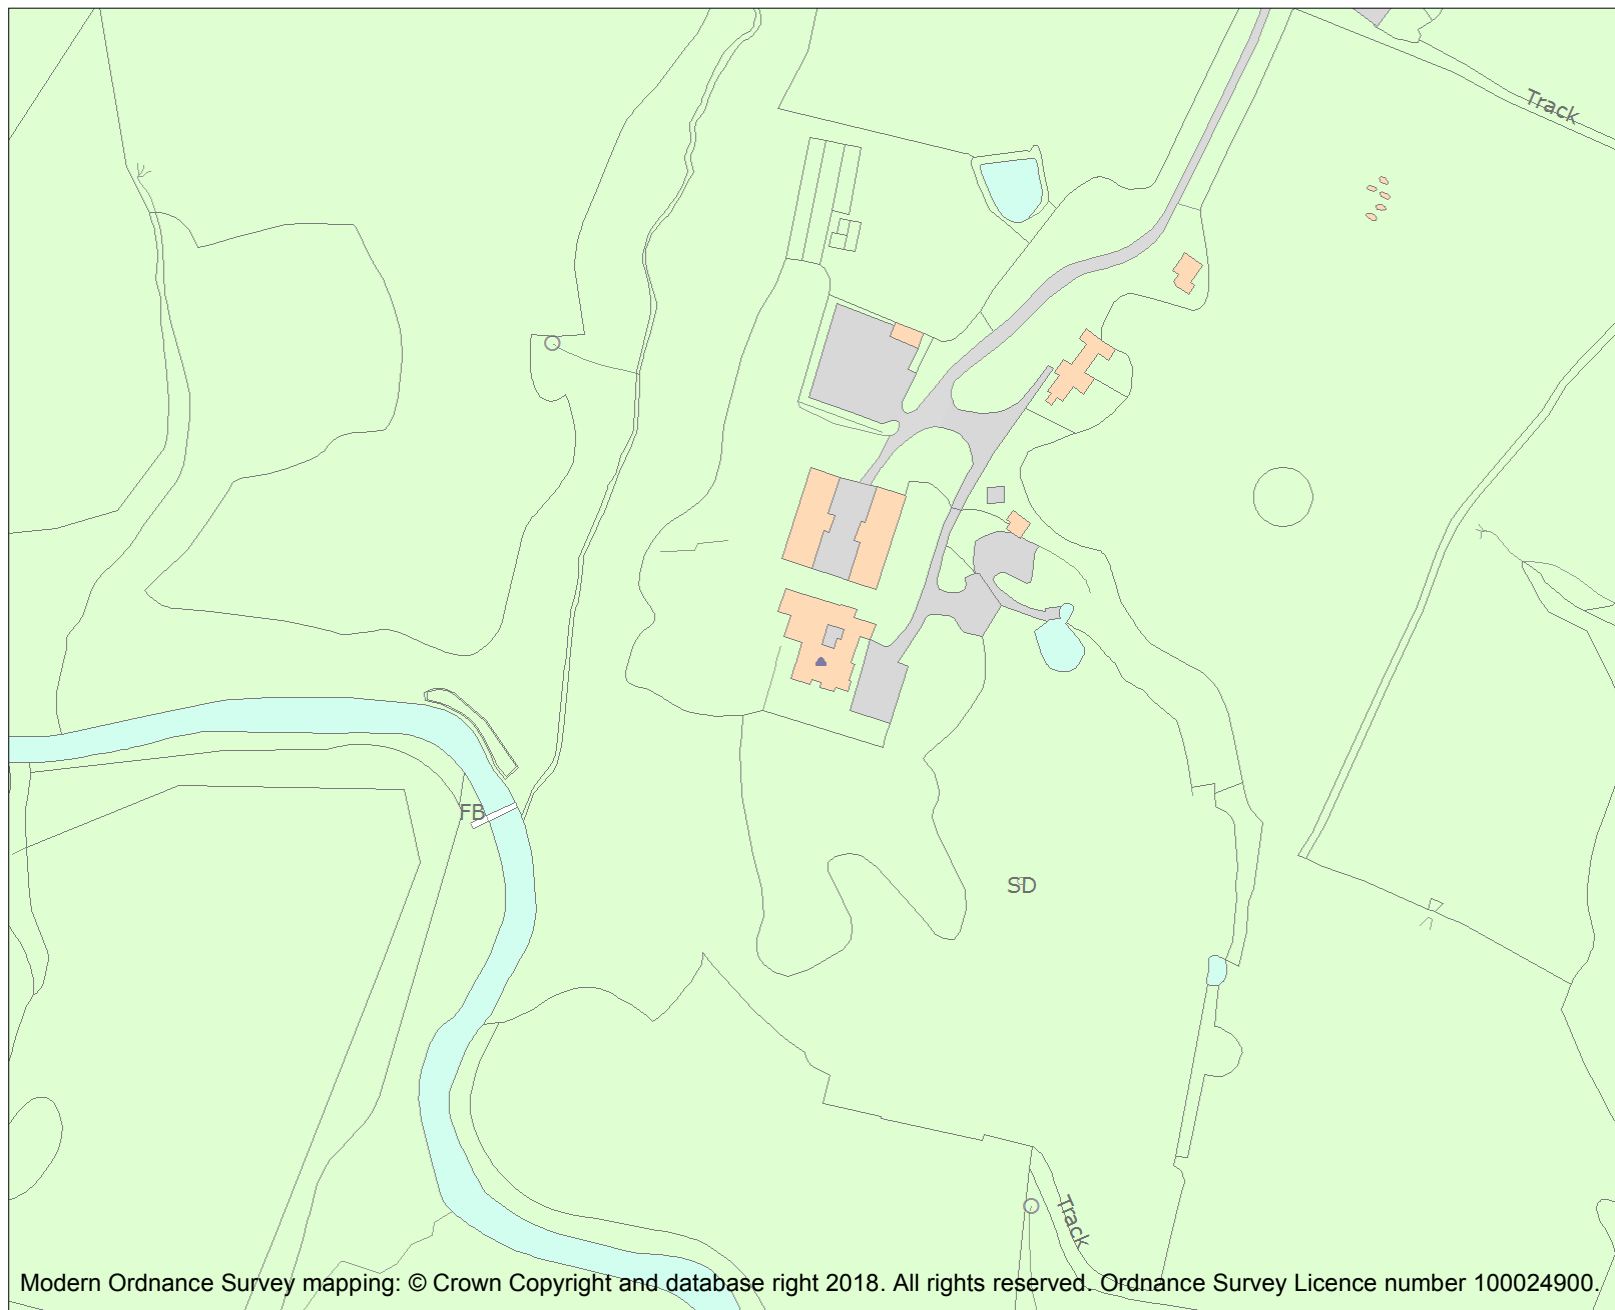 Track
FB
SD
Track
Modern Ordnance Survey mapping: © Crown Copyright and database right 2018. All rights reserved. Ordnance Survey Licence number 100024900.